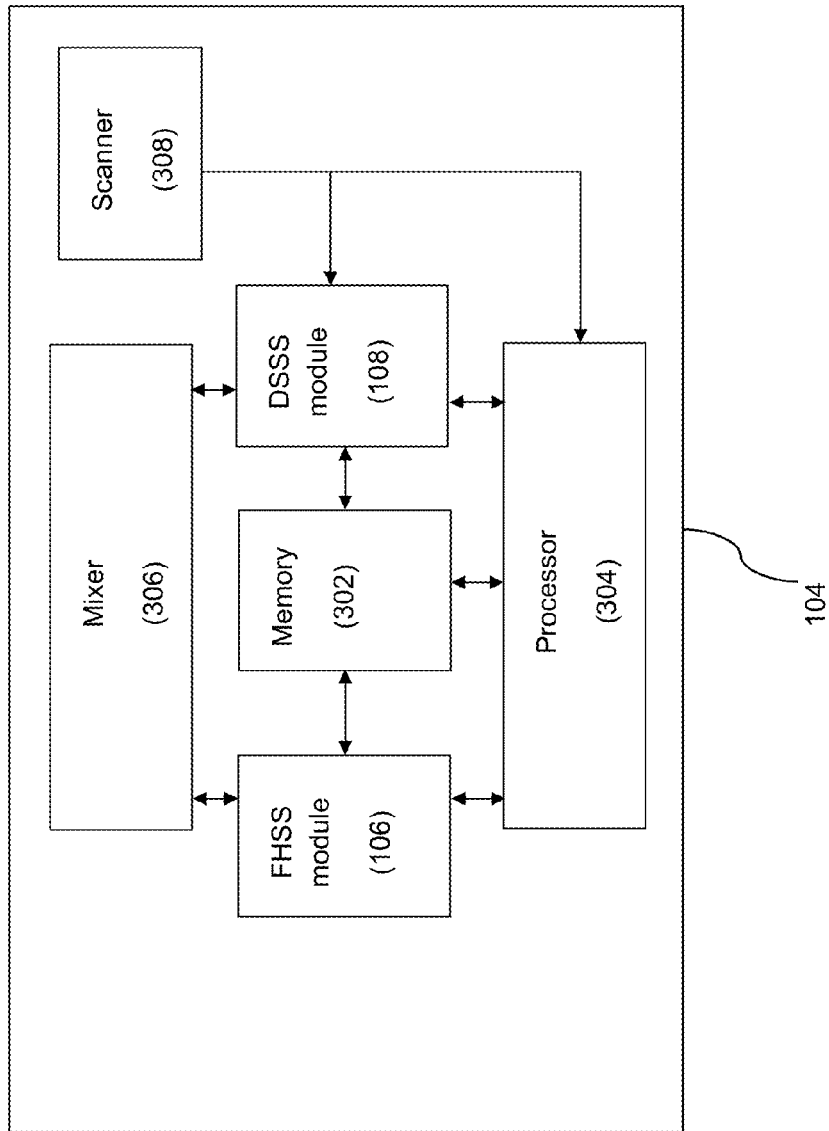 Scanner
(308)
Mixer
(306)
DSSS
module
(108)
Memory
(302)
FHSS
module
(106)
Processor
(304)
104